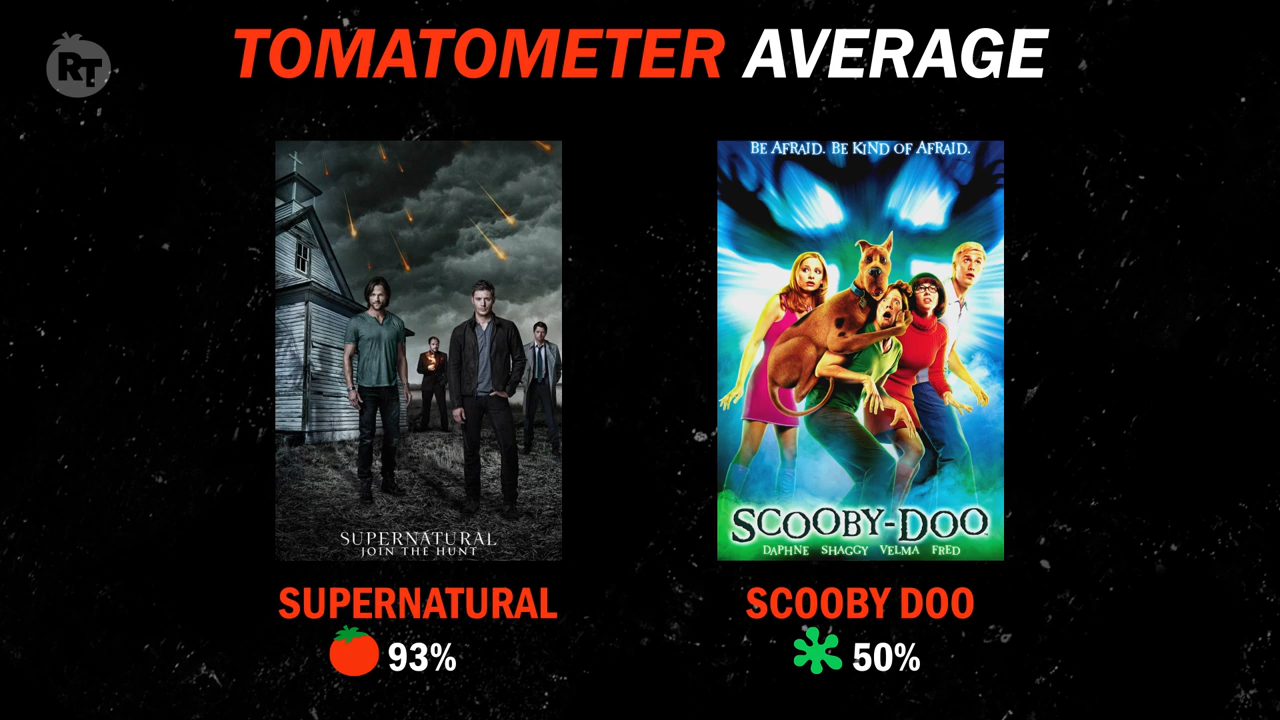 RT
TOMATOMETER AVERAGE
BE AFRAID. BE KIND OF AFRAID.
SUPERNATURAL
JOIN THE HUNT
SCOOBY-DOO
DAPHNE SHAGGY VELMA FRED
SUPERNATURAL
SCOOBY DOO
93%
50%